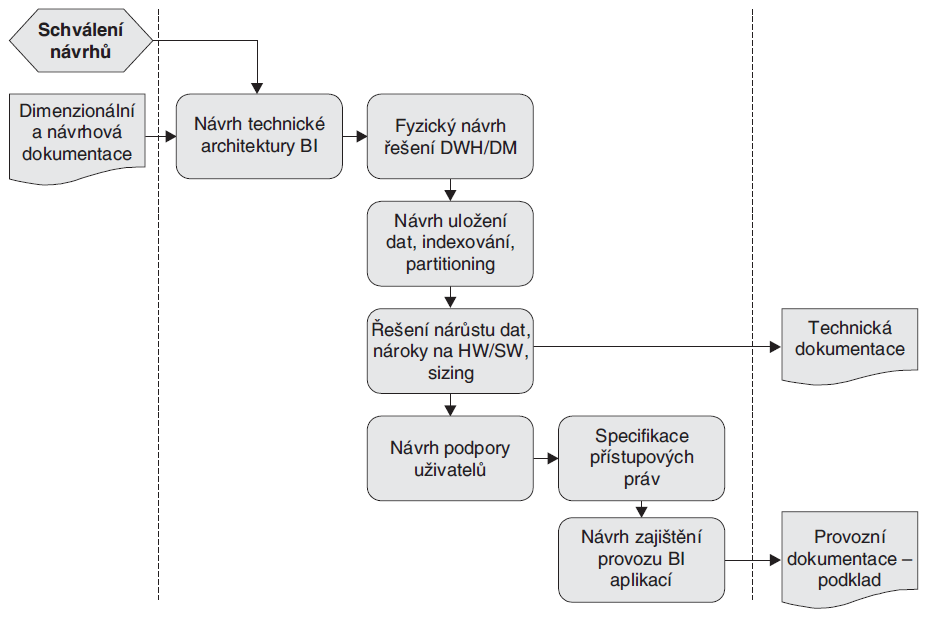 Schválení
návrhů
Dimenzionální
a návrhová
dokumentace
Návrh technické
architektury BI
Fyzický návrh
řešení DWH/DM
Návrh uložení
dat, indexování,
partitioning
Řešení nárůstu dat,
nároky na HW/SW,
sizing
Technická
dokumentace
Návrh podpory
uživatelů
Specifikace
přístupových
práv
Návrh zajištění
provozu BI
aplikací
Provozní
dokumentace –
podklad